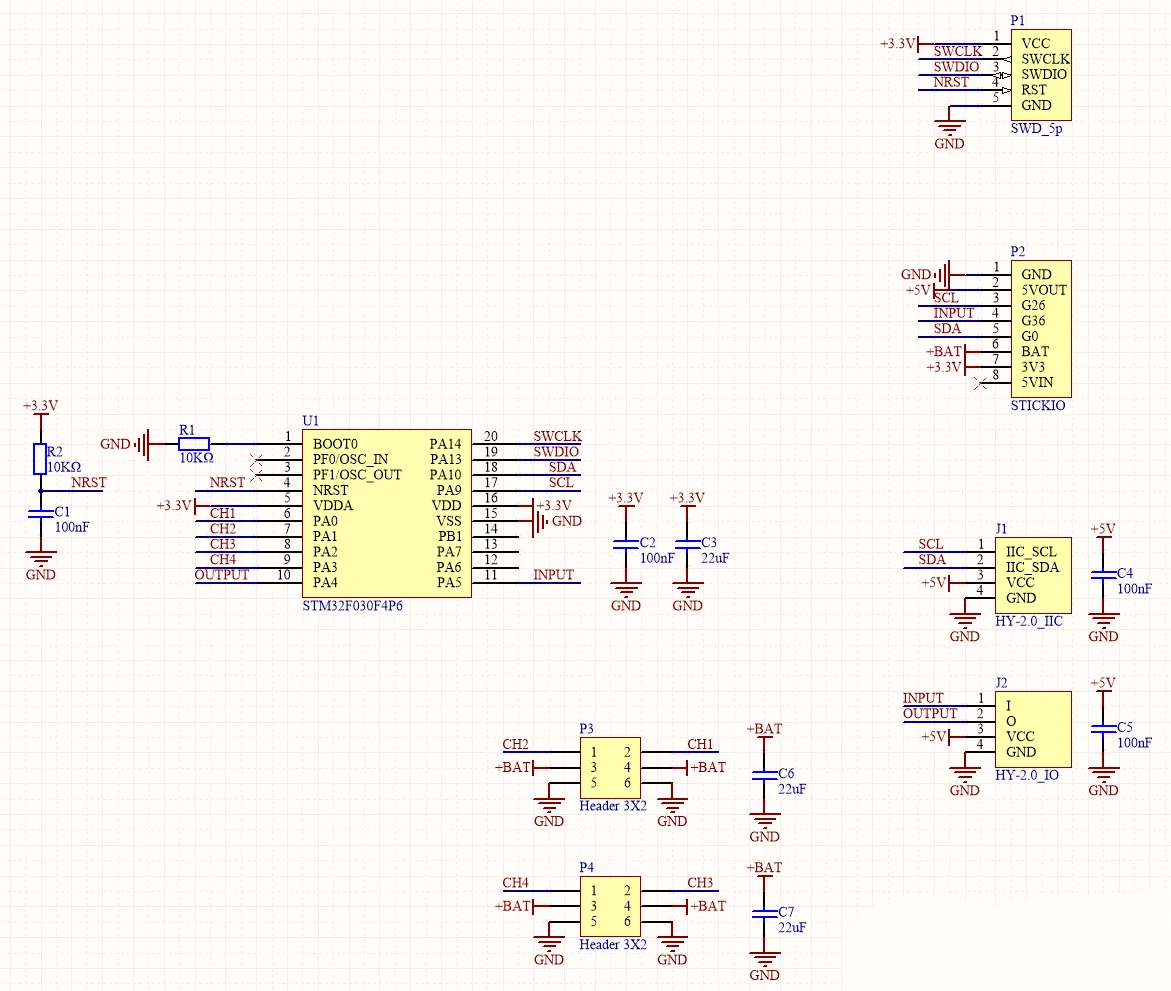 P1
+3.3V 1 VCC
SWCLK 2 SWCLK
SWDIO 3 SWDIO
NRST 4 RST
5 GND
GND
SWD_5p
P2
GND 1 GND
+5V 2 5VOUT
SCL 3 G26
INPUT 4 G36
SDA 5 G0
+BAT 6 BAT
+3.3V 7 3V3
8 5VIN
STICKIO
+3.3V
R2
10KΩ
NRST
C1
100nF
GND
U1
GND R1 1 BOOT0
10KΩ
2 PF0/OSC_IN
3 PF1/OSC_OUT
NRST 4 NRST
+3.3V 5 VDDA
CH1 6 PA0
CH2 7 PA1
CH3 8 PA2
CH4 9 PA3
OUTPUT 10 PA4
PA14 20 SWCLK
PA13 19 SWDIO
PA10 18 SDA
PA9 17 SCL
VDD 16 +3.3V
VSS 15 GND
PB1 14
PA7 13
PA6 12
PA5 11 INPUT
STM32F030F4P6
+3.3V
C2
100nF
GND
+3.3V
C3
22uF
GND
J1
SCL 1 IIC_SCL
SDA 2 IIC_SDA
+5V 3 VCC
4 GND
GND
HY-2.0_IIC
+5V
C4
100nF
GND
J2
INPUT 1 I
OUTPUT 2 O
+5V 3 VCC
4 GND
GND
HY-2.0_IO
+5V
C5
100nF
GND
P3
CH2 1 2 CH1
+BAT 3 4 +BAT
5 6
GND GND
Header 3X2
+BAT
C6
22uF
GND
P4
CH4 1 2 CH3
+BAT 3 4 +BAT
5 6
GND GND
Header 3X2
+BAT
C7
22uF
GND